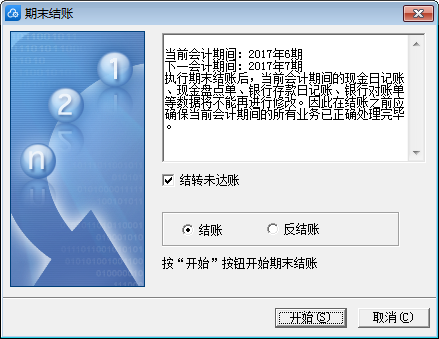 期末结账
当前会计期间：2017年6期
下一会计期间：2017年7期
执行期末结账后，当前会计期间的现金日记账
、现金盘点单、银行存款日记账、银行对账单
等数据将不能再进行修改。因此在结账之前应
确保当前会计期间的所有业务已正确处理完毕
。
1
2
n
结转未达账
结账 反结账
按“开始”按钮开始期末结账
开始(S) 取消(C)